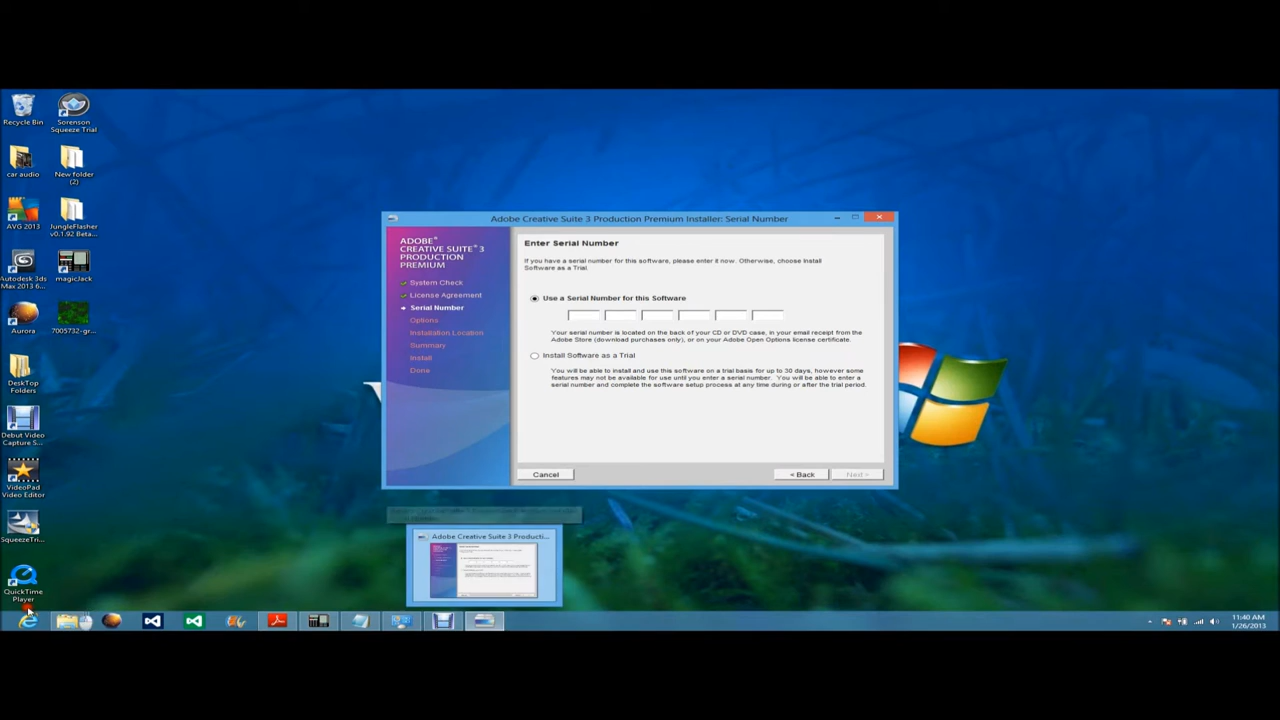 Recycle Bin
Sorenson
Squeeze Trial
car audio
New folder
(2)
AVG 2013
JungleFlasher
v0.1.92 Beta...
Autodesk 3ds
Max 2013 6...
magicJack
Aurora
7005732-gr...
DeskTop
Folders
Debut Video
Capture S...
VideoPad
Video Editor
SqueezeTri...
QuickTime
Player
Adobe Creative Suite 3 Production Premium Installer: Serial Number
ADOBE®
CREATIVE SUITE® 3
PRODUCTION
PREMIUM
System Check
License Agreement
Serial Number
Options
Installation Location
Summary
Install
Done
Enter Serial Number
If you have a serial number for this software, please enter it now. Otherwise, choose Install
Software as a Trial.
Use a Serial Number for this Software
Your serial number is located on the back of your CD or DVD case, in your email receipt from the
Adobe Store (download purchases only), or on your Adobe Open Options license certificate.
Install Software as a Trial
You will be able to install and use this software on a trial basis for up to 30 days, however some
features may not be available for use until you enter a serial number. You will be able to enter a
serial number and complete the software setup process at any time during or after the trial period.
Cancel
< Back
Next >
Adobe Creative Suite 3 Producti...
11:40 AM
1/26/2013